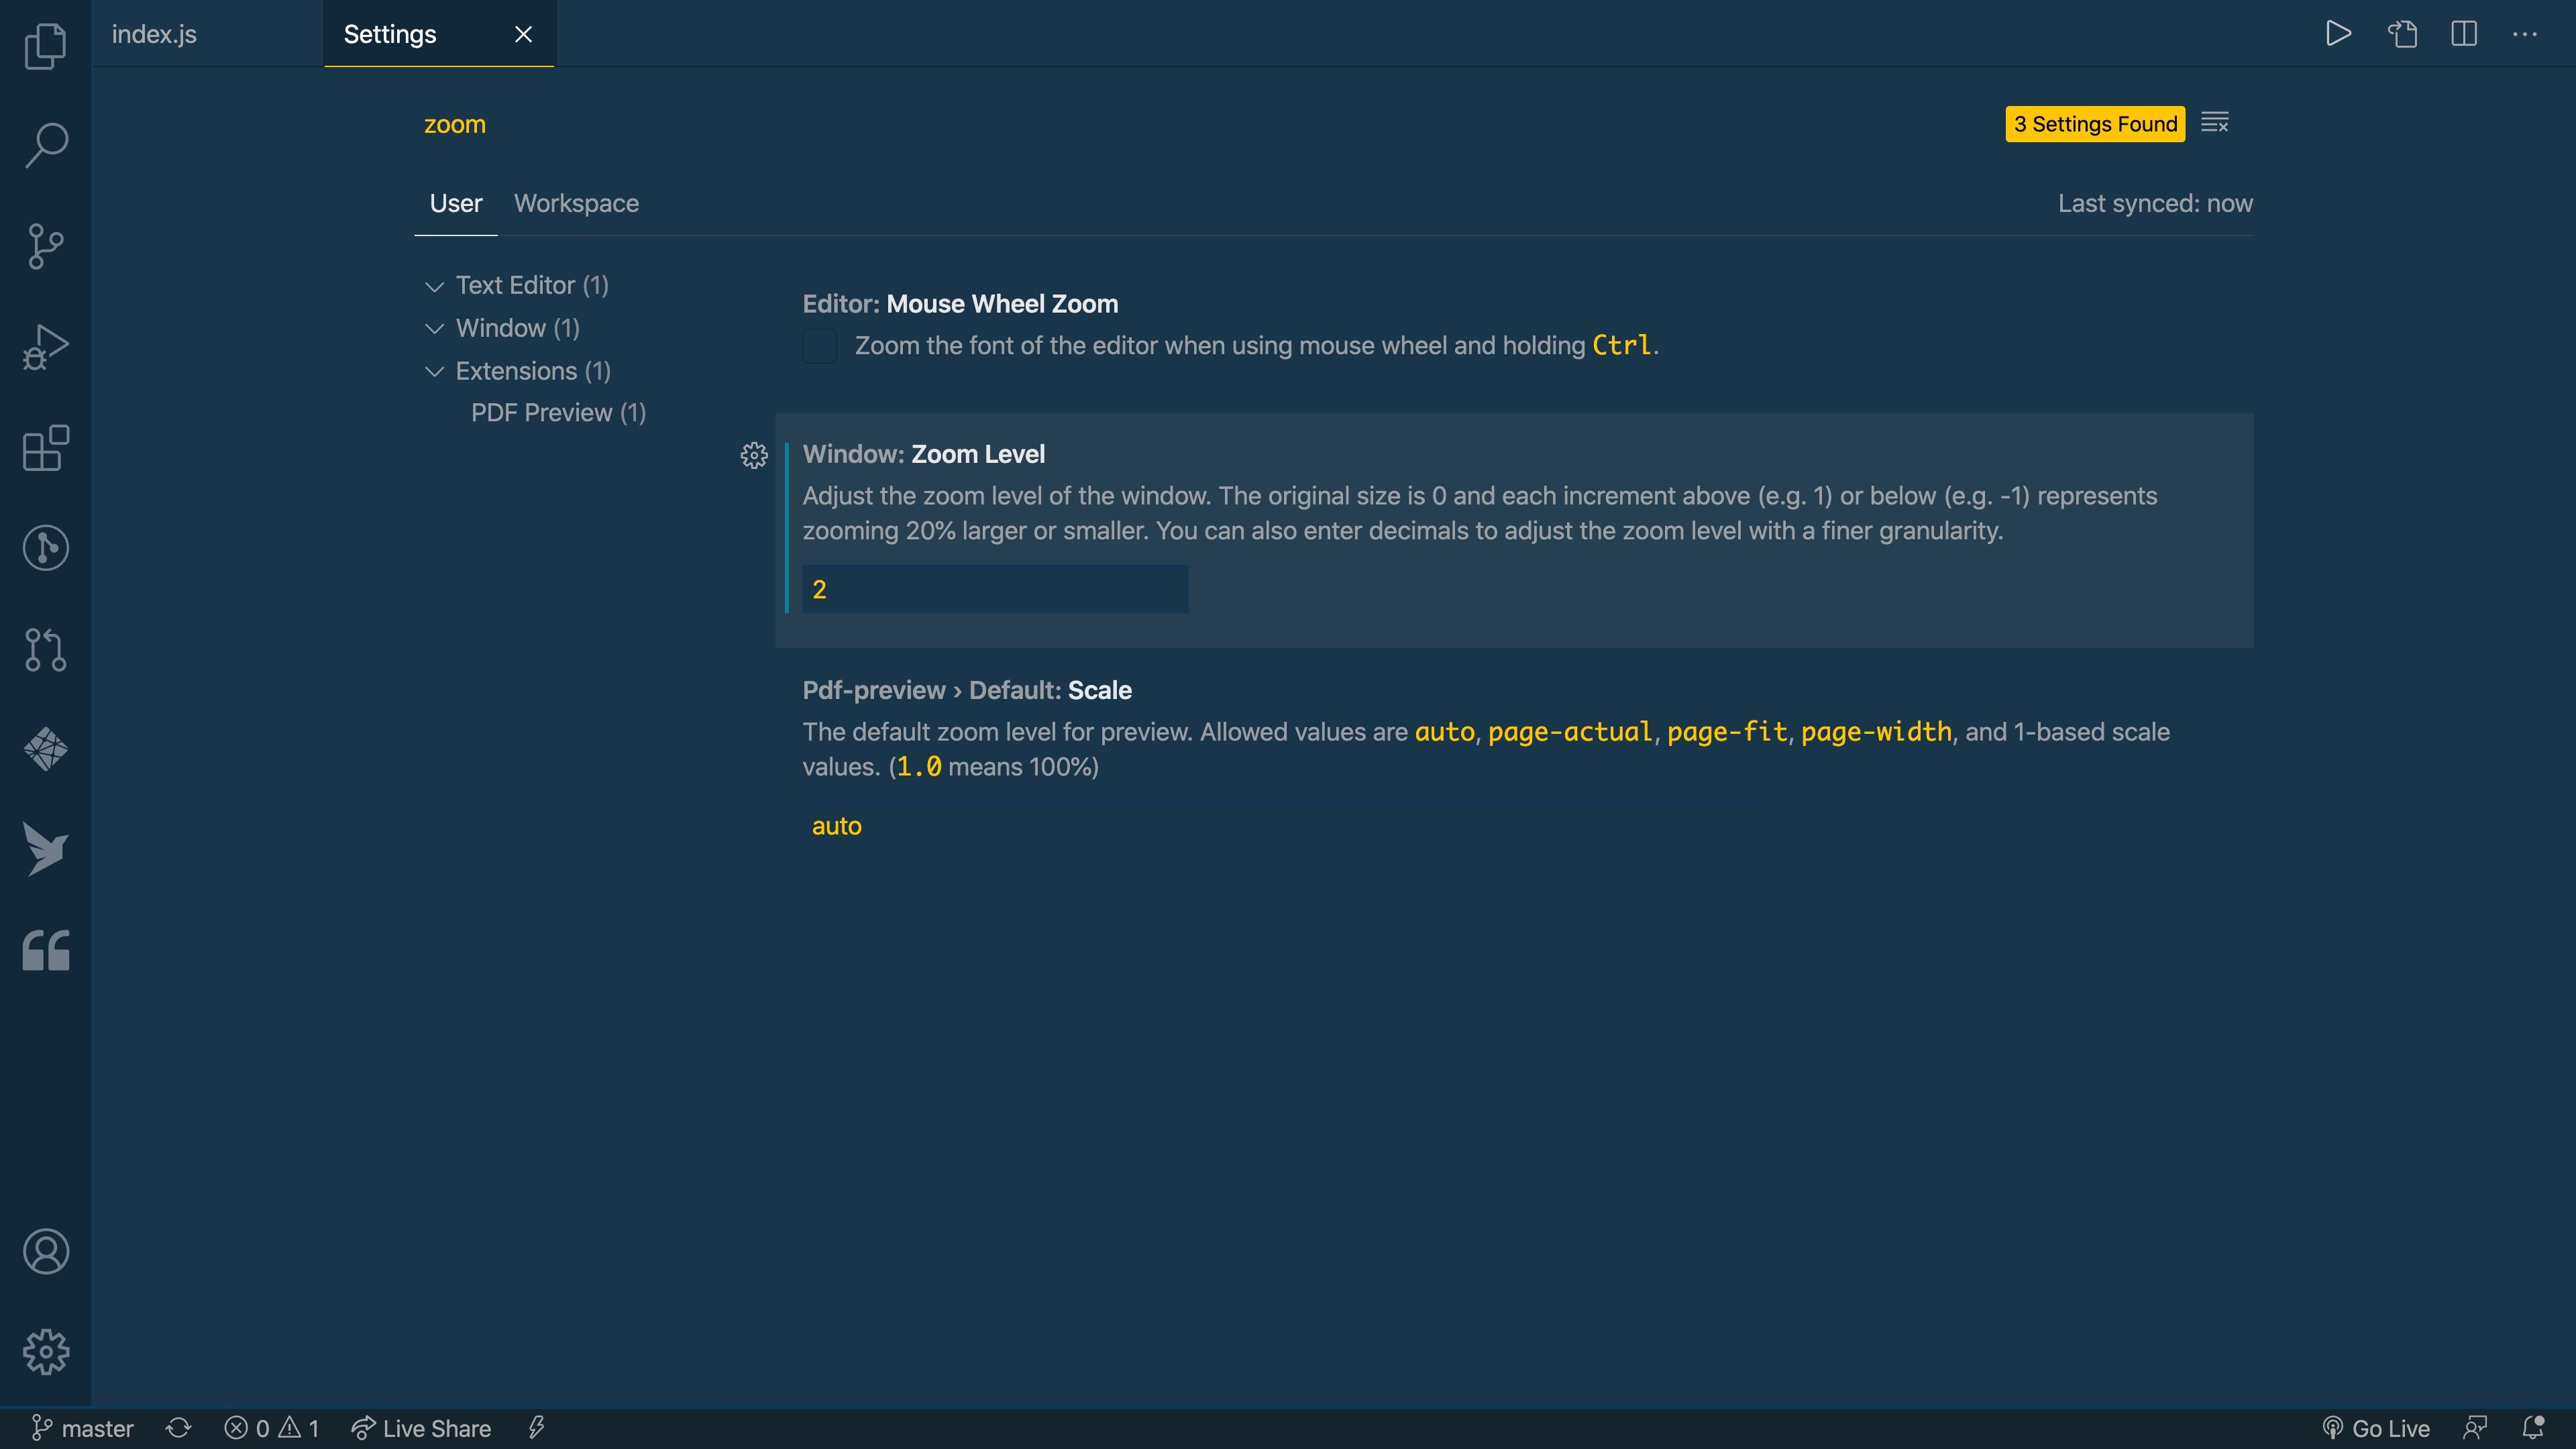 index.js
Settings
zoom
3 Settings Found
User
Workspace
Last synced: now
Text Editor (1)
Window (1)
Extensions (1)
PDF Preview (1)
Editor: Mouse Wheel Zoom
Zoom the font of the editor when using mouse wheel and holding Ctrl.
Window: Zoom Level
Adjust the zoom level of the window. The original size is 0 and each increment above (e.g. 1) or below (e.g. -1) represents
zooming 20% larger or smaller. You can also enter decimals to adjust the zoom level with a finer granularity.
2
Pdf-preview › Default: Scale
The default zoom level for preview. Allowed values are auto, page-actual, page-fit, page-width, and 1-based scale
values. (1.0 means 100%)
auto
master
0
1
Live Share
Go Live